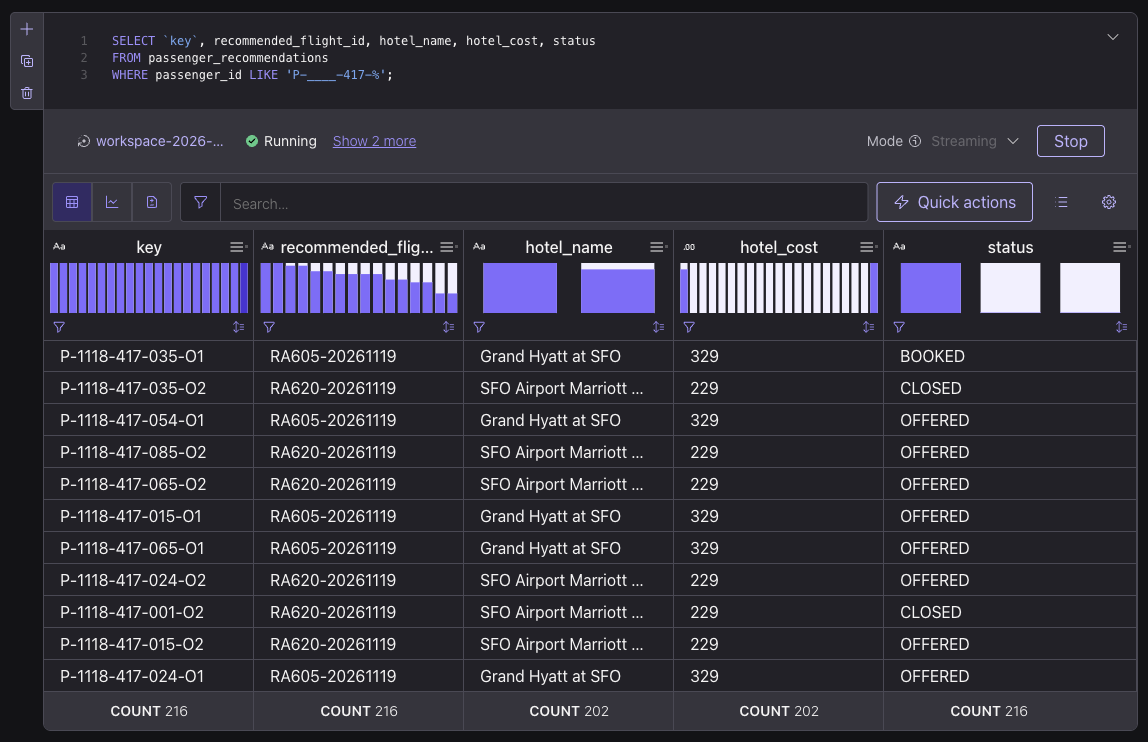 1 SELECT `key`, recommended_flight_id, hotel_name, hotel_cost, status
2 FROM passenger_recommendations
3 WHERE passenger_id LIKE 'P-____-417-%';
workspace-2026-... Running Show 2 more Mode Streaming Stop
Search... Quick actions
Aa key Aa recommended_flig... Aa hotel_name .00 hotel_cost Aa status
P-1118-417-035-O1 RA605-20261119 Grand Hyatt at SFO 329 BOOKED
P-1118-417-035-O2 RA620-20261119 SFO Airport Marriott ... 229 CLOSED
P-1118-417-054-O1 RA605-20261119 Grand Hyatt at SFO 329 OFFERED
P-1118-417-085-O2 RA620-20261119 SFO Airport Marriott ... 229 OFFERED
P-1118-417-065-O2 RA620-20261119 SFO Airport Marriott ... 229 OFFERED
P-1118-417-015-O1 RA605-20261119 Grand Hyatt at SFO 329 OFFERED
P-1118-417-065-O1 RA605-20261119 Grand Hyatt at SFO 329 OFFERED
P-1118-417-024-O2 RA620-20261119 SFO Airport Marriott ... 229 OFFERED
P-1118-417-001-O2 RA620-20261119 SFO Airport Marriott ... 229 CLOSED
P-1118-417-015-O2 RA620-20261119 SFO Airport Marriott ... 229 OFFERED
P-1118-417-024-O1 RA605-20261119 Grand Hyatt at SFO 329 OFFERED
COUNT 216 COUNT 216 COUNT 202 COUNT 202 COUNT 216